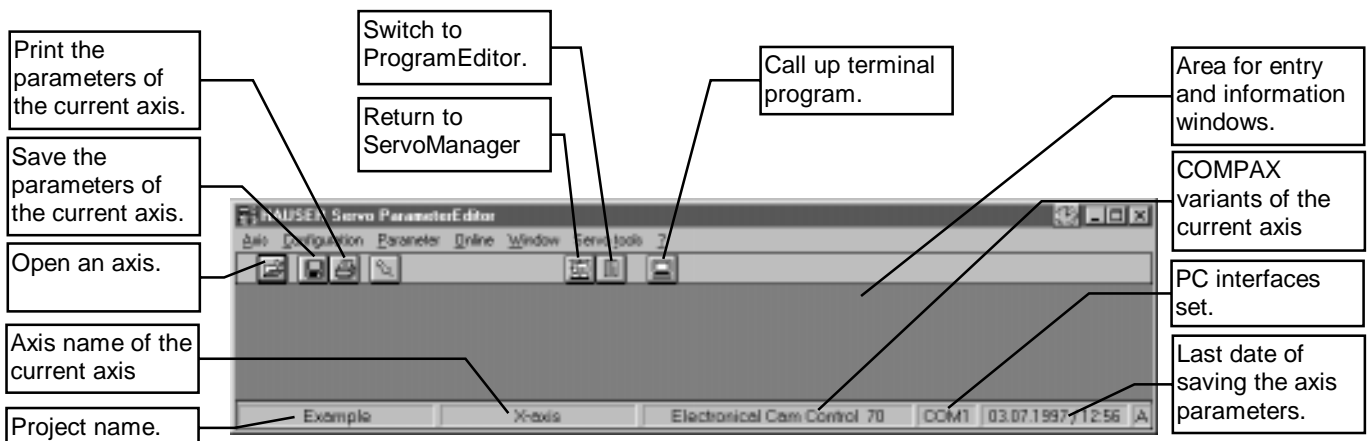 Print the
parameters of
the current axis.
Save the
parameters of
the current axis.
Open an axis.
Axis name of the
current axis
Project name.
Switch to
ProgramEditor.
Return to
ServoManager
Call up terminal
program.
Area for entry
and information
windows.
COMPAX
variants of the
current axis
PC interfaces
set.
Last date of
saving the axis
parameters.
HAUSER Servo ParameterEditor
Axis Configuration Parameter Online Window Servo tools ?
Example X-axis Electronical Cam Control 70 COM1 03.07.1997 / 12:56 A